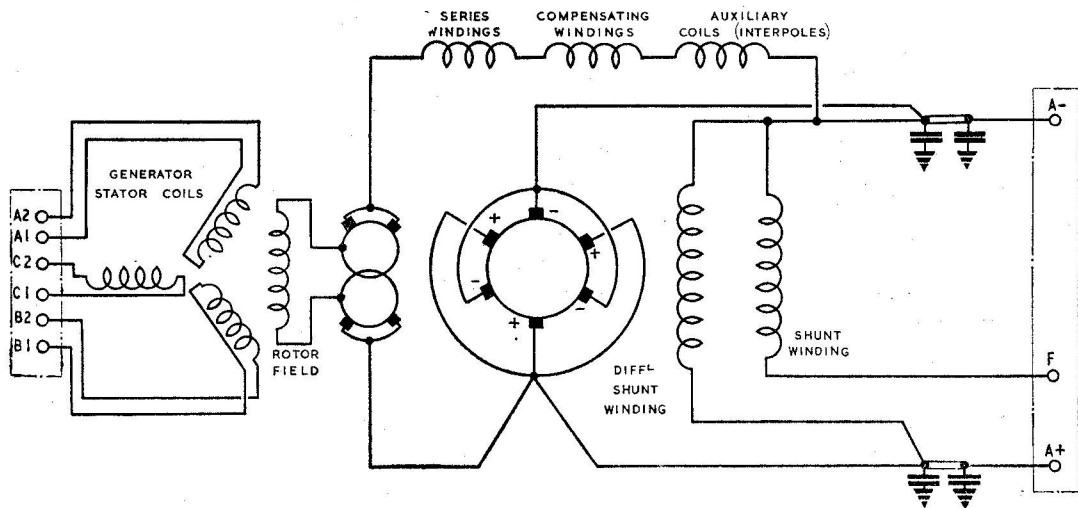 SERIES
WINDINGS
COMPENSATING
WINDINGS
AUXILIARY
COILS (INTERPOLES)
A-
GENERATOR
STATOR COILS
A2
A1
C2
C1
B2
B1
ROTOR
FIELD
+
-
+
-
+
-
DIFFL
SHUNT
WINDING
SHUNT
WINDING
F
A+